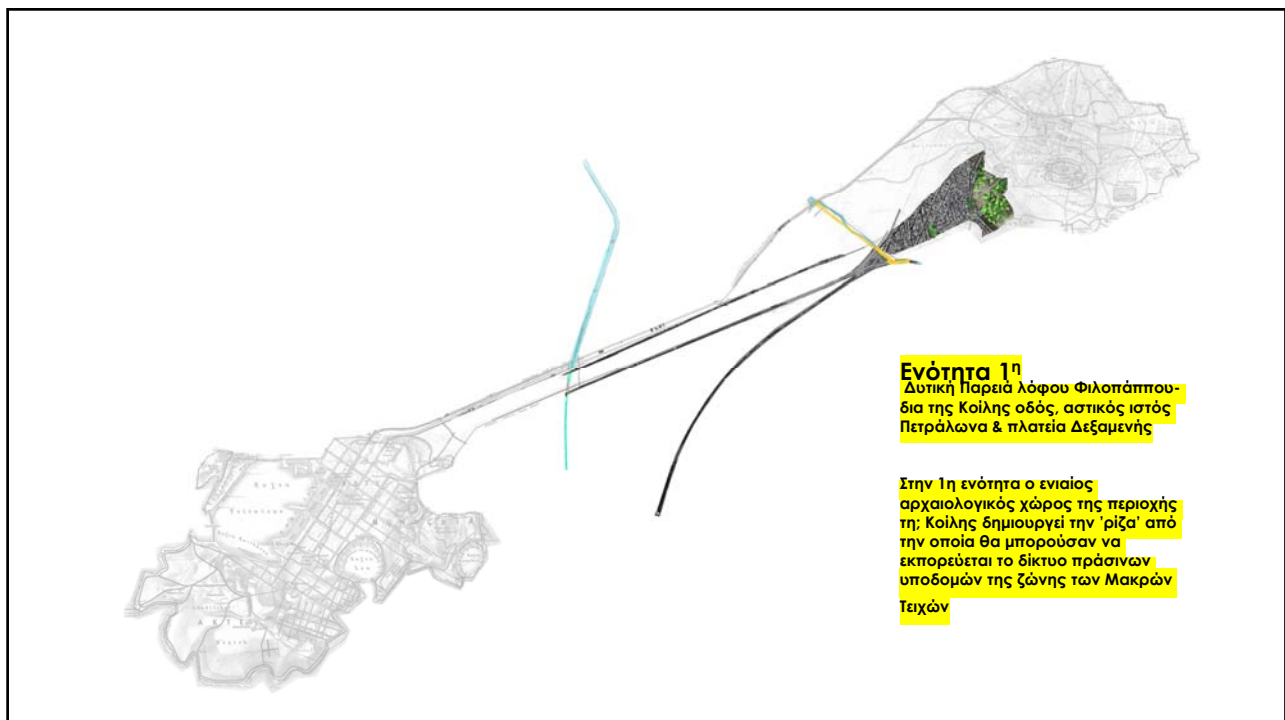 Ενότητα 1η
Δυτική Παρειά λόφου Φιλοπάππου-
δια της Κοίλης οδός, αστικός ιστός
Πετράλωνα & πλατεία Δεξαμενής
Στην 1η ενότητα ο ενιαίος
αρχαιολογικός χώρος της περιοχής
τη; Κοίλης δημιουργεί την 'ρίζα' από
την οποία θα μπορούσαν να
εκπορεύεται το δίκτυο πράσινων
υποδομών της ζώνης των Μακρών
Τειχών